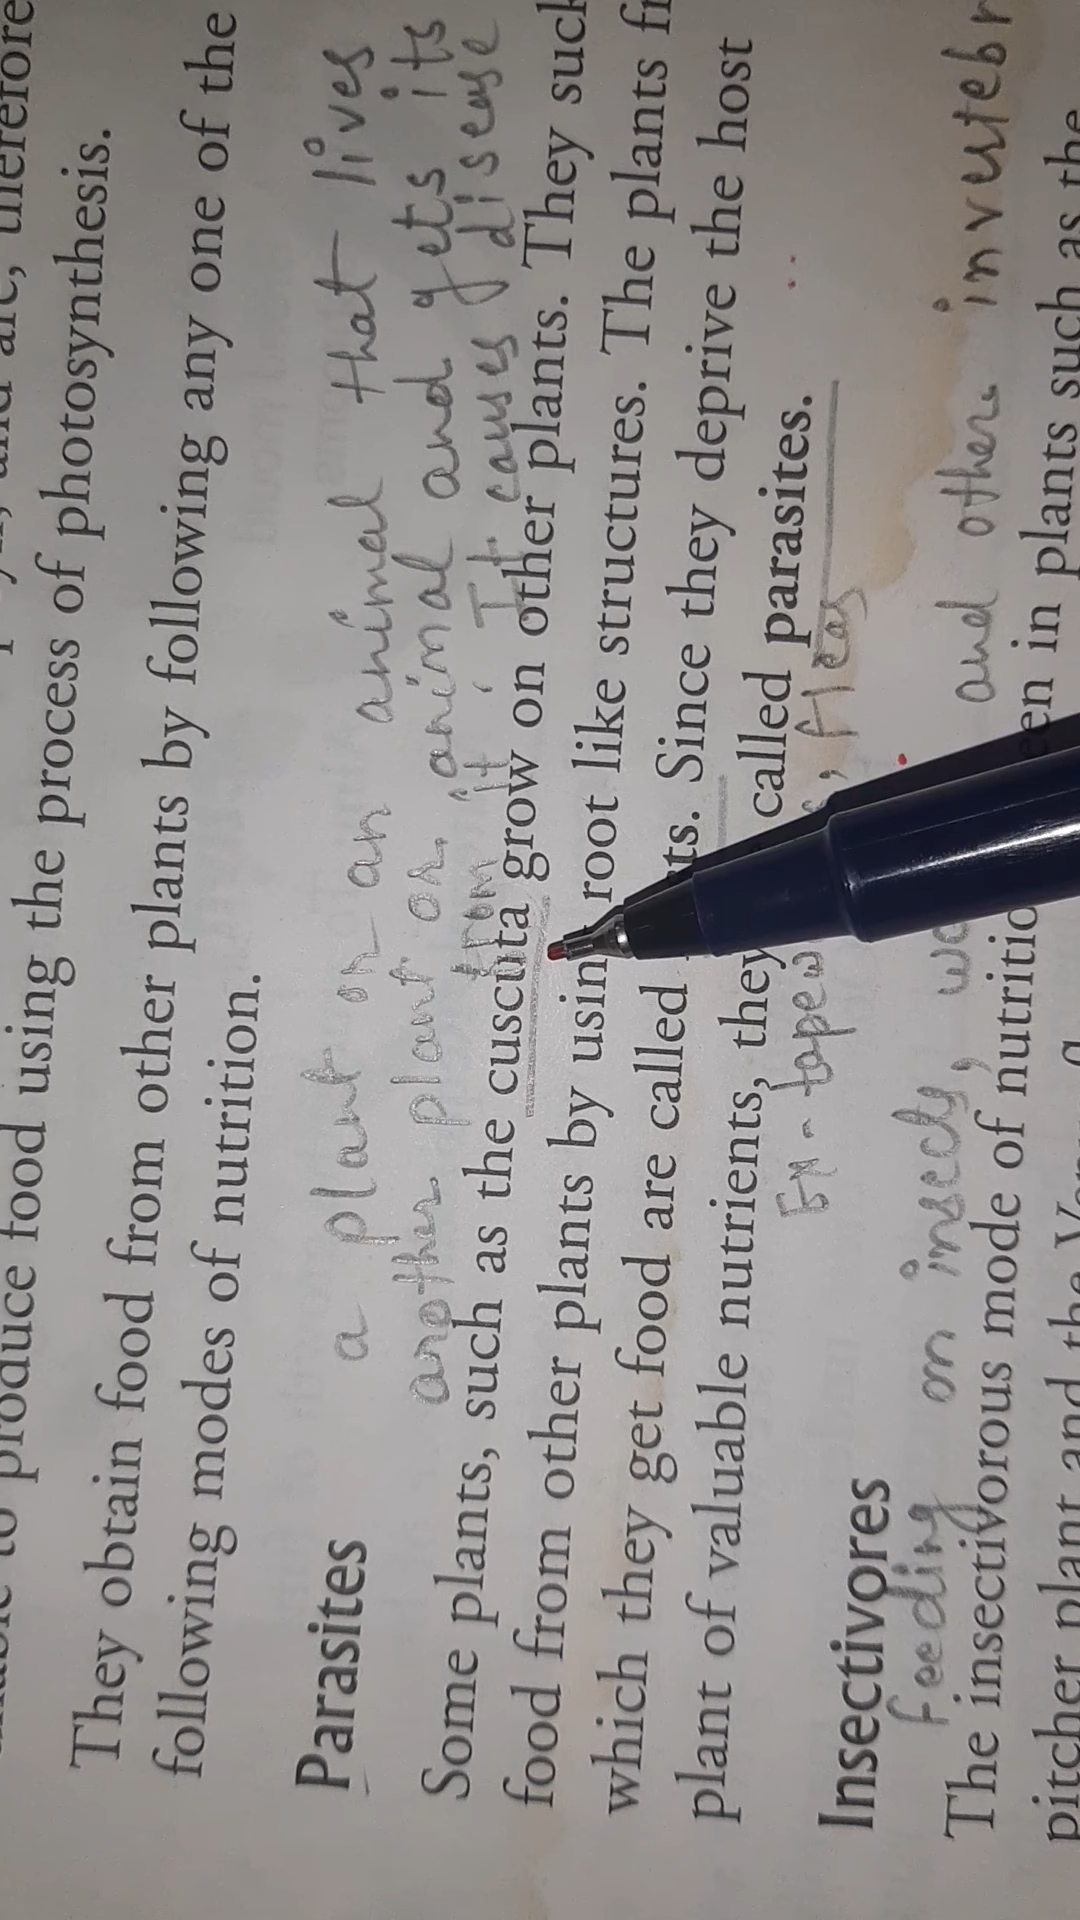 to produce food using the process of photosynthesis.
They obtain food from other plants by following any one of the
following modes of nutrition.
a plant or an animal that lives
Parasites
another plant or animal and gets its
from it. It causes disease
Some plants, such as the cuscuta grow on other plants. They suck
food from other plants by using root like structures. The plants
which they get food are called Since they deprive the host
plant of valuable nutrients, they called parasites.
Ex- , fleas
Insectivores
feeding on insects, and other
The insectivorous mode of in plants such as the
pitcher plant and the